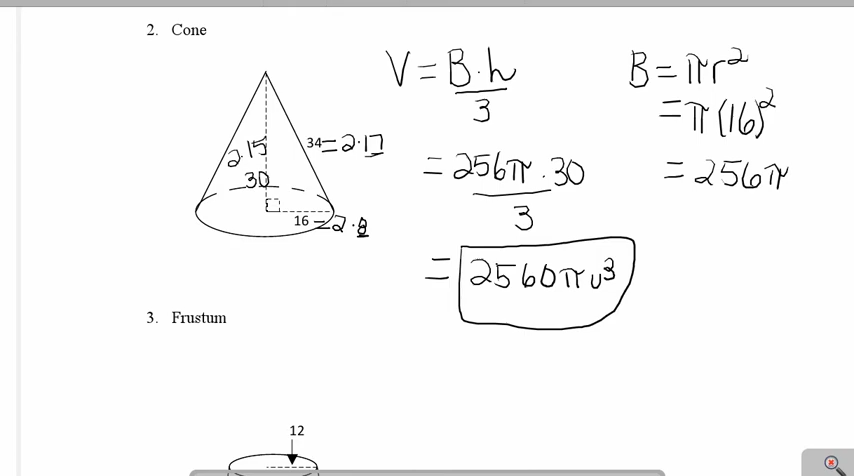 2. Cone
V = B·h/3
B = πr²
= π(16)²
= 256π
34 = 2·17
2·15
30
16 = 2·8
= 256π·30/3
= 2560πu³
3. Frustum
12